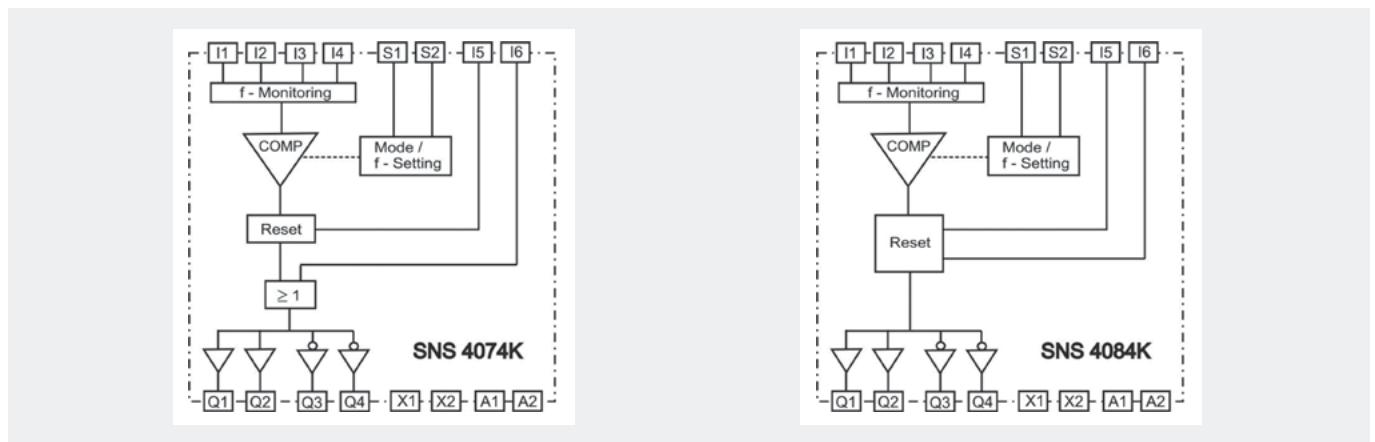 I1 I2 I3 I4 S1 S2 I5 I6
f - Monitoring
COMP
Mode /
f - Setting
Reset
≥ 1
SNS 4074K
Q1 Q2 Q3 Q4 X1 X2 A1 A2
I1 I2 I3 I4 S1 S2 I5 I6
f - Monitoring
COMP
Mode /
f - Setting
Reset
SNS 4084K
Q1 Q2 Q3 Q4 X1 X2 A1 A2